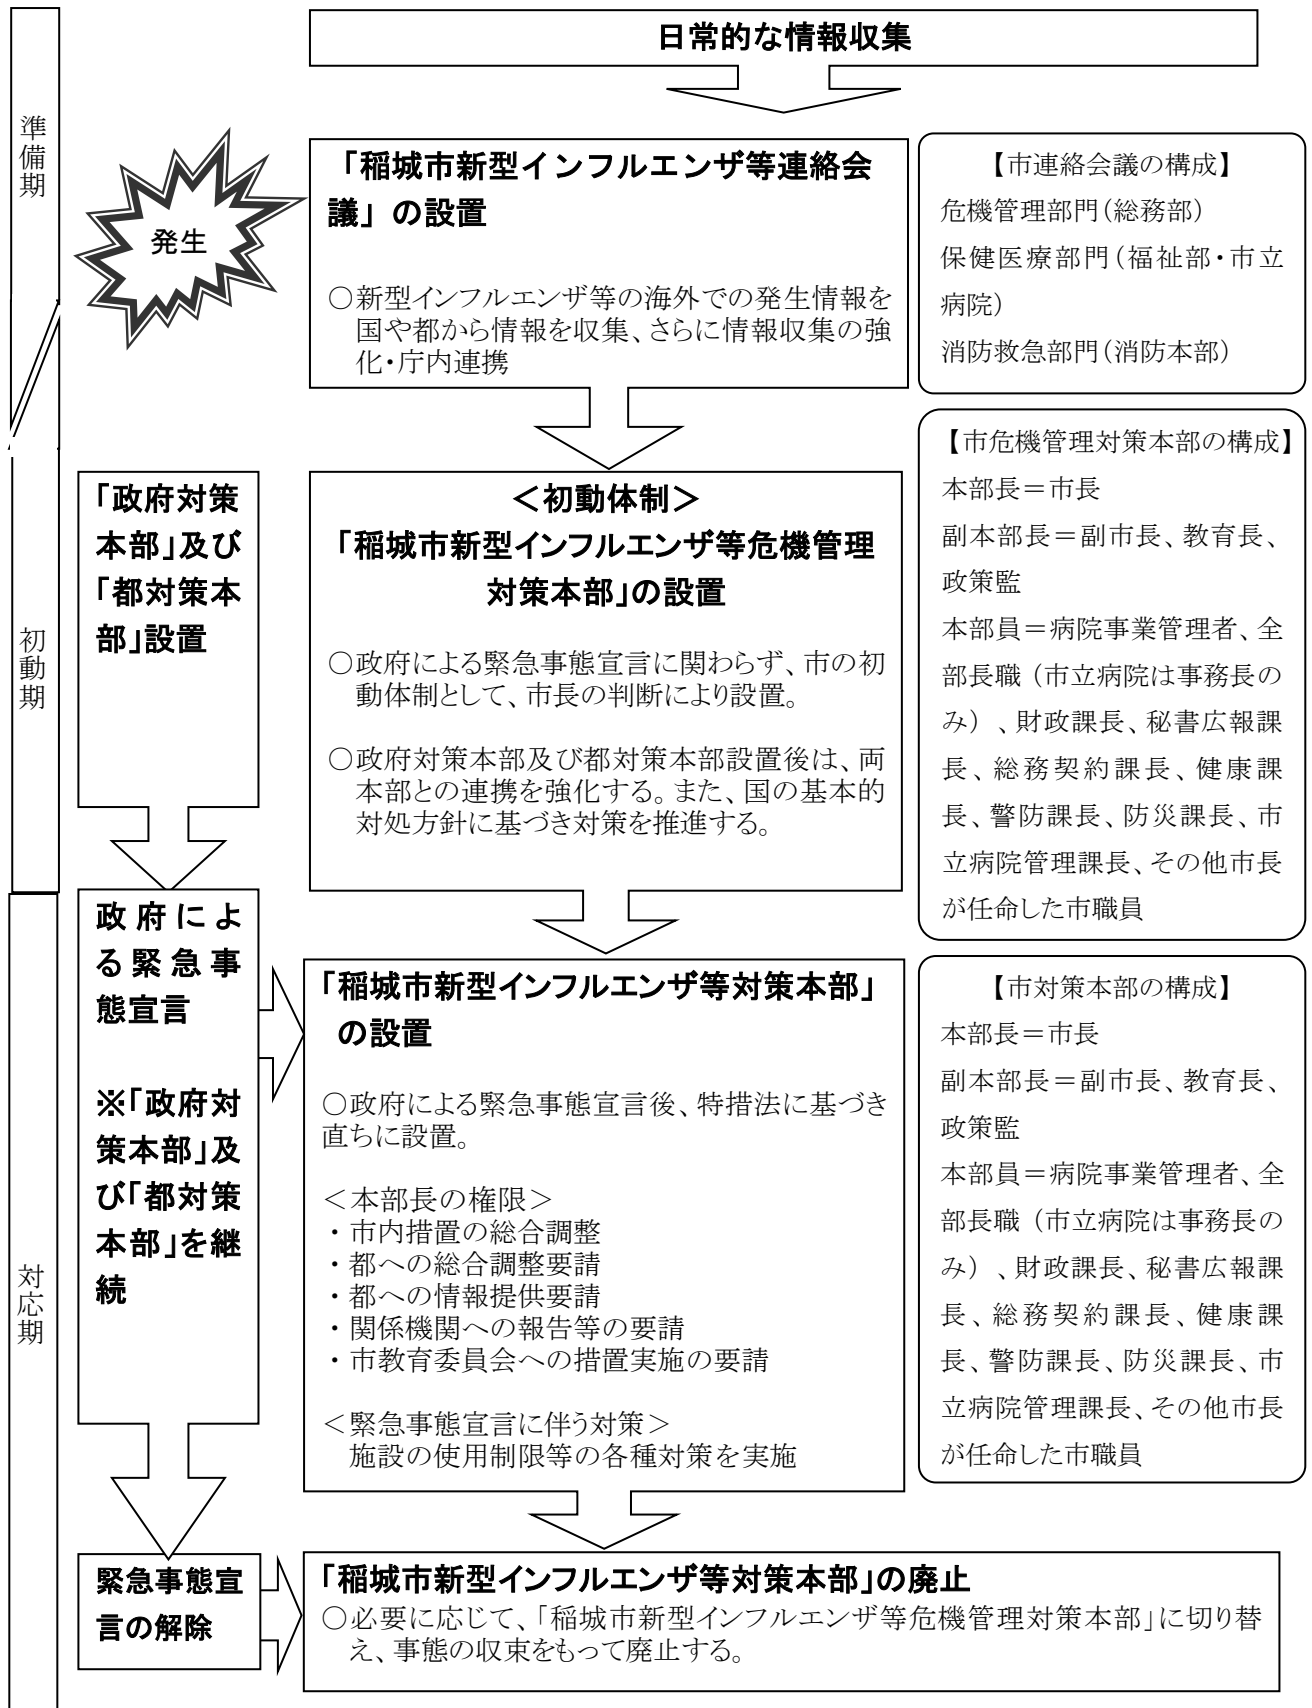 準備期
日常的な情報収集
発生
「稲城市新型インフルエンザ等連絡会
議」の設置
○新型インフルエンザ等の海外での発生情報を
国や都から情報を収集、さらに情報収集の強
化・庁内連携
【市連絡会議の構成】
危機管理部門（総務部）
保健医療部門（福祉部・市立
病院）
消防救急部門（消防本部）
初動期
「政府対策
本部」及び
「都対策本
部」設置
＜初動体制＞
「稲城市新型インフルエンザ等危機管理
対策本部」の設置
○政府による緊急事態宣言に関わらず、市の初
動体制として、市長の判断により設置。
○政府対策本部及び都対策本部設置後は、両
本部との連携を強化する。また、国の基本的
対処方針に基づき対策を推進する。
【市危機管理対策本部の構成】
本部長＝市長
副本部長＝副市長、教育長、
政策監
本部員＝病院事業管理者、全
部長職（市立病院は事務長の
み）、財政課長、秘書広報課
長、総務契約課長、健康課
長、警防課長、防災課長、市
立病院管理課長、その他市長
が任命した市職員
対応期
政府によ
る緊急事
態宣言
※「政府対
策本部」及
び「都対策
本部」を継
続
「稲城市新型インフルエンザ等対策本部」
の設置
○政府による緊急事態宣言後、特措法に基づき
直ちに設置。
＜本部長の権限＞
・市内措置の総合調整
・都への総合調整要請
・都への情報提供要請
・関係機関への報告等の要請
・市教育委員会への措置実施の要請
＜緊急事態宣言に伴う対策＞
施設の使用制限等の各種対策を実施
【市対策本部の構成】
本部長＝市長
副本部長＝副市長、教育長、
政策監
本部員＝病院事業管理者、全
部長職（市立病院は事務長の
み）、財政課長、秘書広報課
長、総務契約課長、健康課
長、警防課長、防災課長、市
立病院管理課長、その他市長
が任命した市職員
緊急事態宣
言の解除
「稲城市新型インフルエンザ等対策本部」の廃止
○必要に応じて、「稲城市新型インフルエンザ等危機管理対策本部」に切り替
え、事態の収束をもって廃止する。